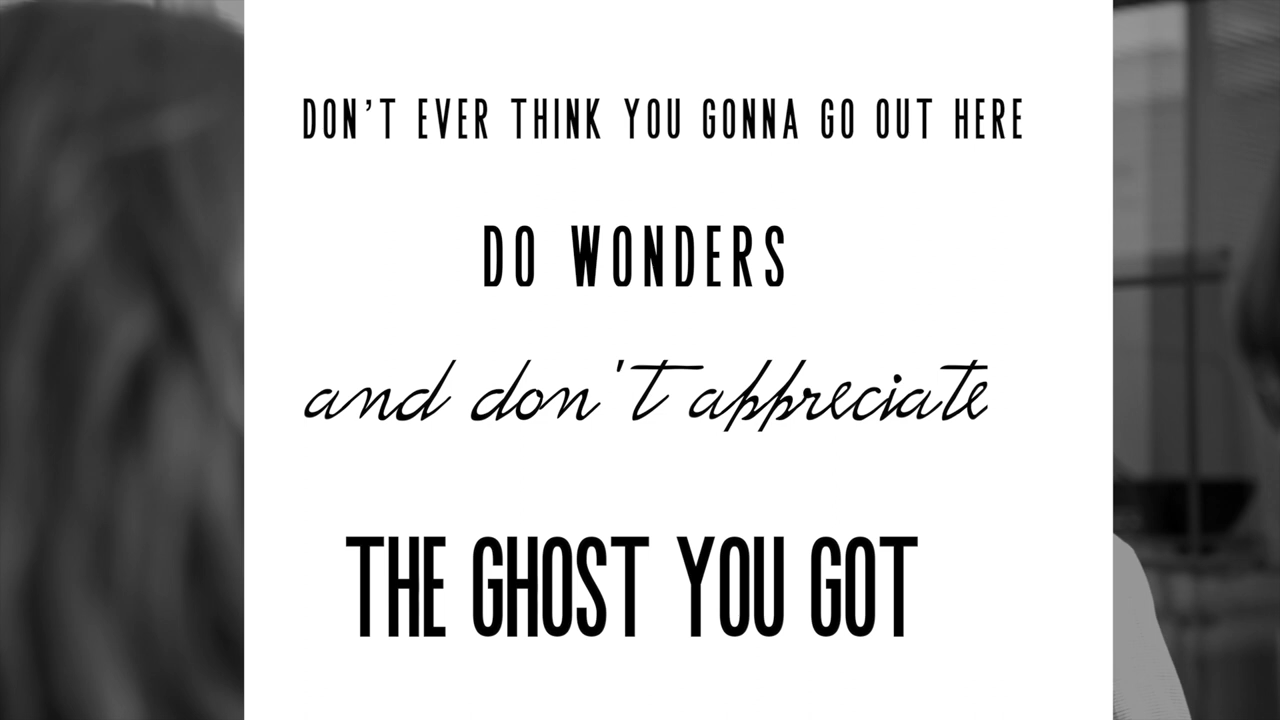 DON’T EVER THINK YOU GONNA GO OUT HERE
DO WONDERS
and don't appreciate
THE GHOST YOU GOT